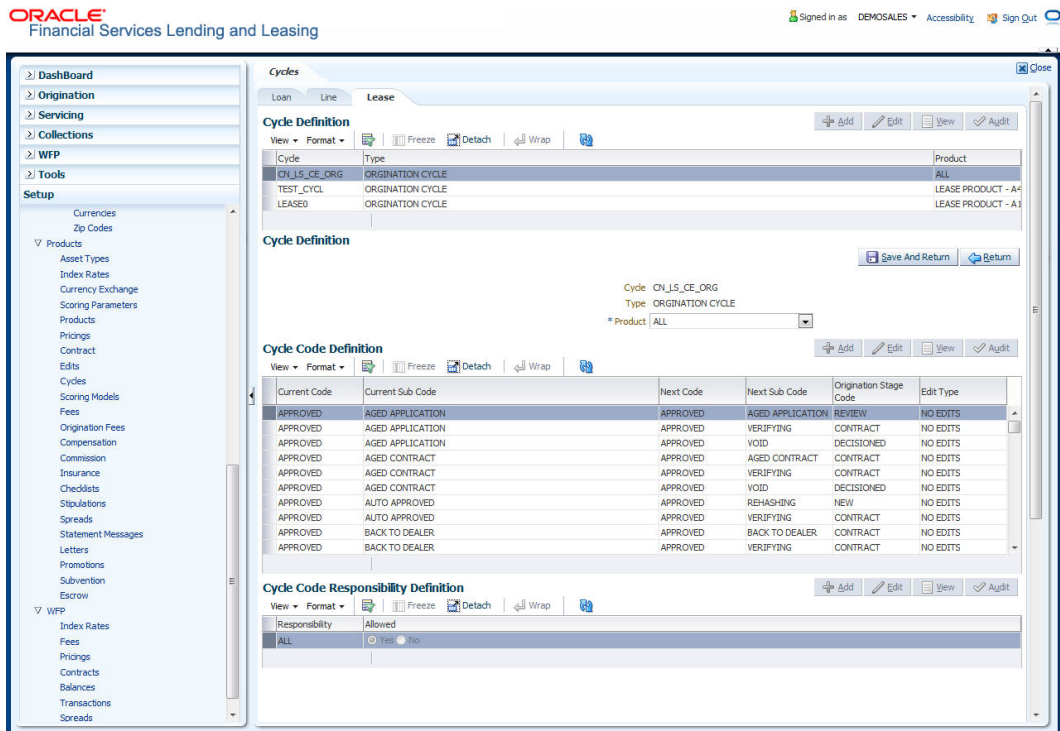 ORACLE®
Financial Services Lending and Leasing
Signed in as DEMOSALES Accessibility Sign Out
Close
DashBoard
Origination
Servicing
Collections
WFP
Tools
Setup
Currencies
Zip Codes
Products
Asset Types
Index Rates
Currency Exchange
Scoring Parameters
Products
Pricings
Contract
Edits
Cycles
Scoring Models
Fees
Origination Fees
Compensation
Commission
Insurance
Checklists
Stipulations
Spreads
Statement Messages
Letters
Promotions
Subvention
Escrow
WFP
Index Rates
Fees
Pricings
Contracts
Balances
Transactions
Spreads
Cycles
Loan Line Lease
Cycle Definition
Add Edit View Audit
View Format Freeze Detach Wrap
Cycle Type Product
CN_LS_CE_ORG ORGINATION CYCLE ALL
TEST_CYCL ORGINATION CYCLE LEASE PRODUCT - A4
LEASE0 ORGINATION CYCLE LEASE PRODUCT - A1
Cycle Definition
Save And Return Return
Cycle CN_LS_CE_ORG
Type ORGINATION CYCLE
* Product ALL
Cycle Code Definition
Add Edit View Audit
View Format Freeze Detach Wrap
Current Code Current Sub Code Next Code Next Sub Code Origination Stage Code Edit Type
APPROVED AGED APPLICATION APPROVED AGED APPLICATION REVIEW NO EDITS
APPROVED AGED APPLICATION APPROVED VERIFYING CONTRACT NO EDITS
APPROVED AGED APPLICATION APPROVED VOID DECISIONED NO EDITS
APPROVED AGED CONTRACT APPROVED AGED CONTRACT CONTRACT NO EDITS
APPROVED AGED CONTRACT APPROVED VERIFYING CONTRACT NO EDITS
APPROVED AGED CONTRACT APPROVED VOID DECISIONED NO EDITS
APPROVED AUTO APPROVED APPROVED REHASHING NEW NO EDITS
APPROVED AUTO APPROVED APPROVED VERIFYING CONTRACT NO EDITS
APPROVED BACK TO DEALER APPROVED BACK TO DEALER CONTRACT NO EDITS
APPROVED BACK TO DEALER APPROVED VERIFYING CONTRACT NO EDITS
Cycle Code Responsibility Definition
Add Edit View Audit
View Format Freeze Detach Wrap
Responsibility Allowed
ALL Yes No